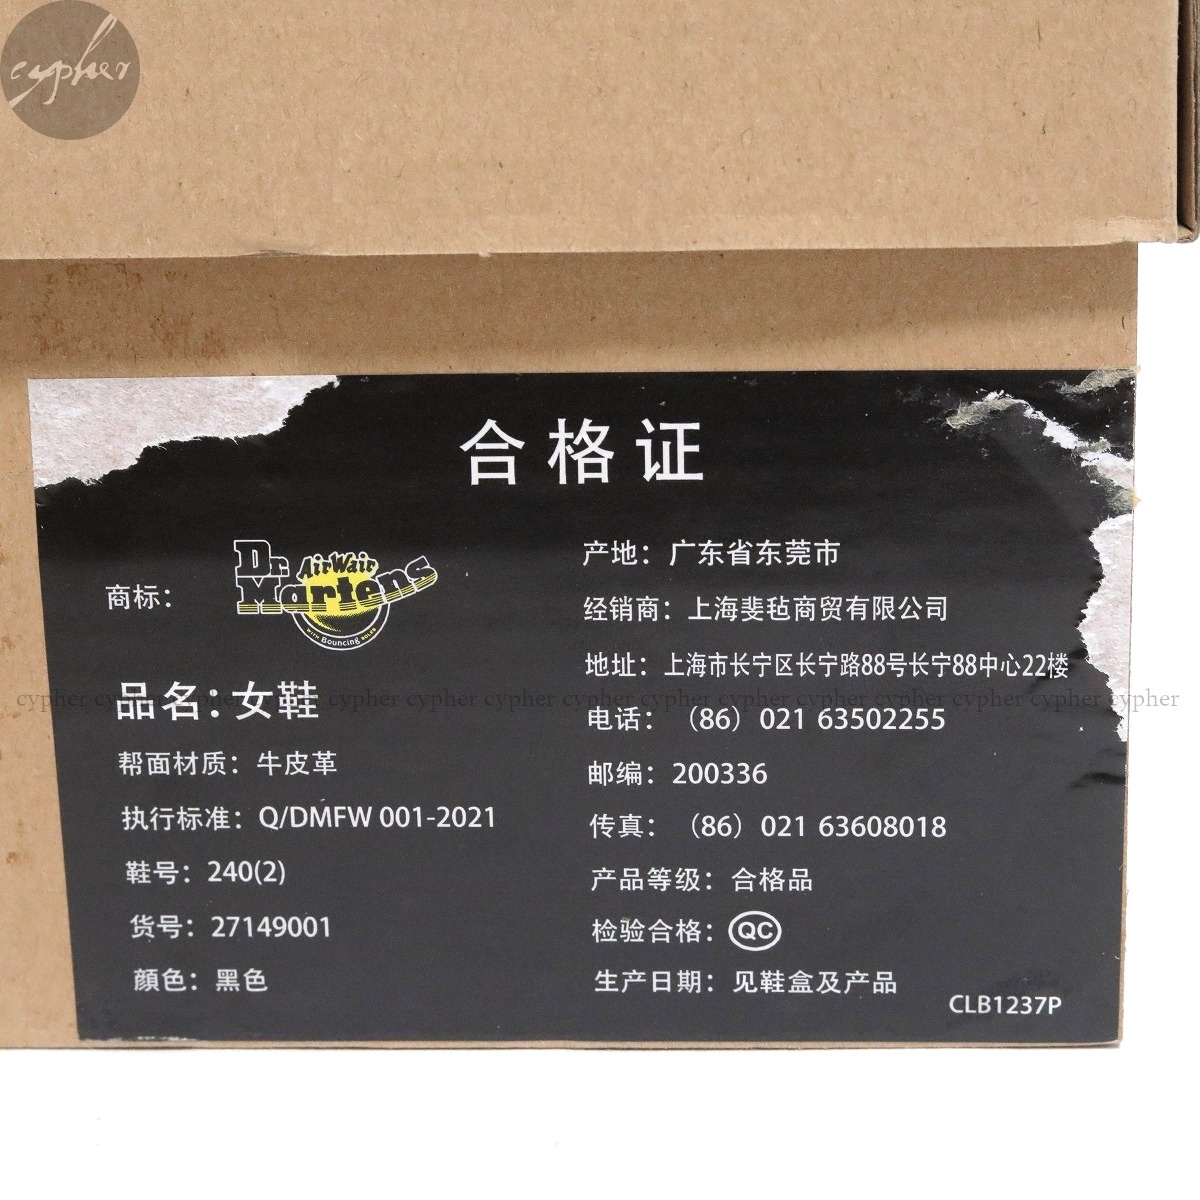 cypher
合格证
商标：
Dr. Martens
AirWair
WITH Bouncing SOLES
品名：女鞋
帮面材质：牛皮革
执行标准：Q/DMFW 001-2021
鞋号：240(2)
货号：27149001
颜色：黑色
产地：广东省东莞市
经销商：上海斐毡商贸有限公司
地址：上海市长宁区长宁路88号长宁88中心22楼
电话：（86）021 63502255
邮编：200336
传真：（86）021 63608018
产品等级：合格品
检验合格：QC
生产日期：见鞋盒及产品
CLB1237P
cypher cypher cypher cypher cypher cypher cypher cypher cypher cypher cypher cypher cypher cypher cypher